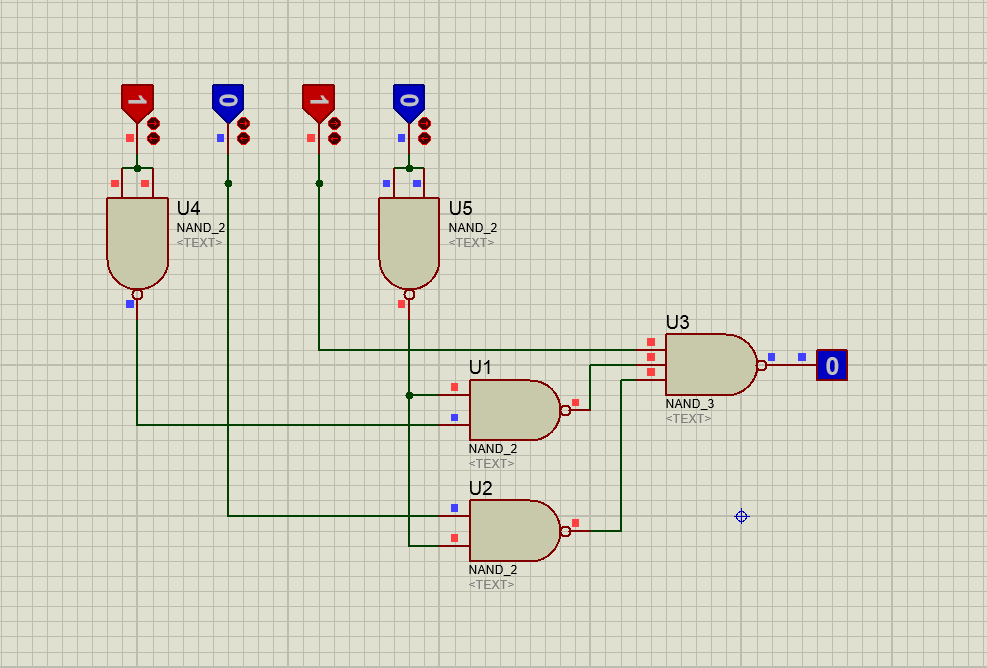 1 0 1 0
U4
NAND_2
<TEXT>
U5
NAND_2
<TEXT>
U3
NAND_3
<TEXT>
0
U1
NAND_2
<TEXT>
U2
NAND_2
<TEXT>